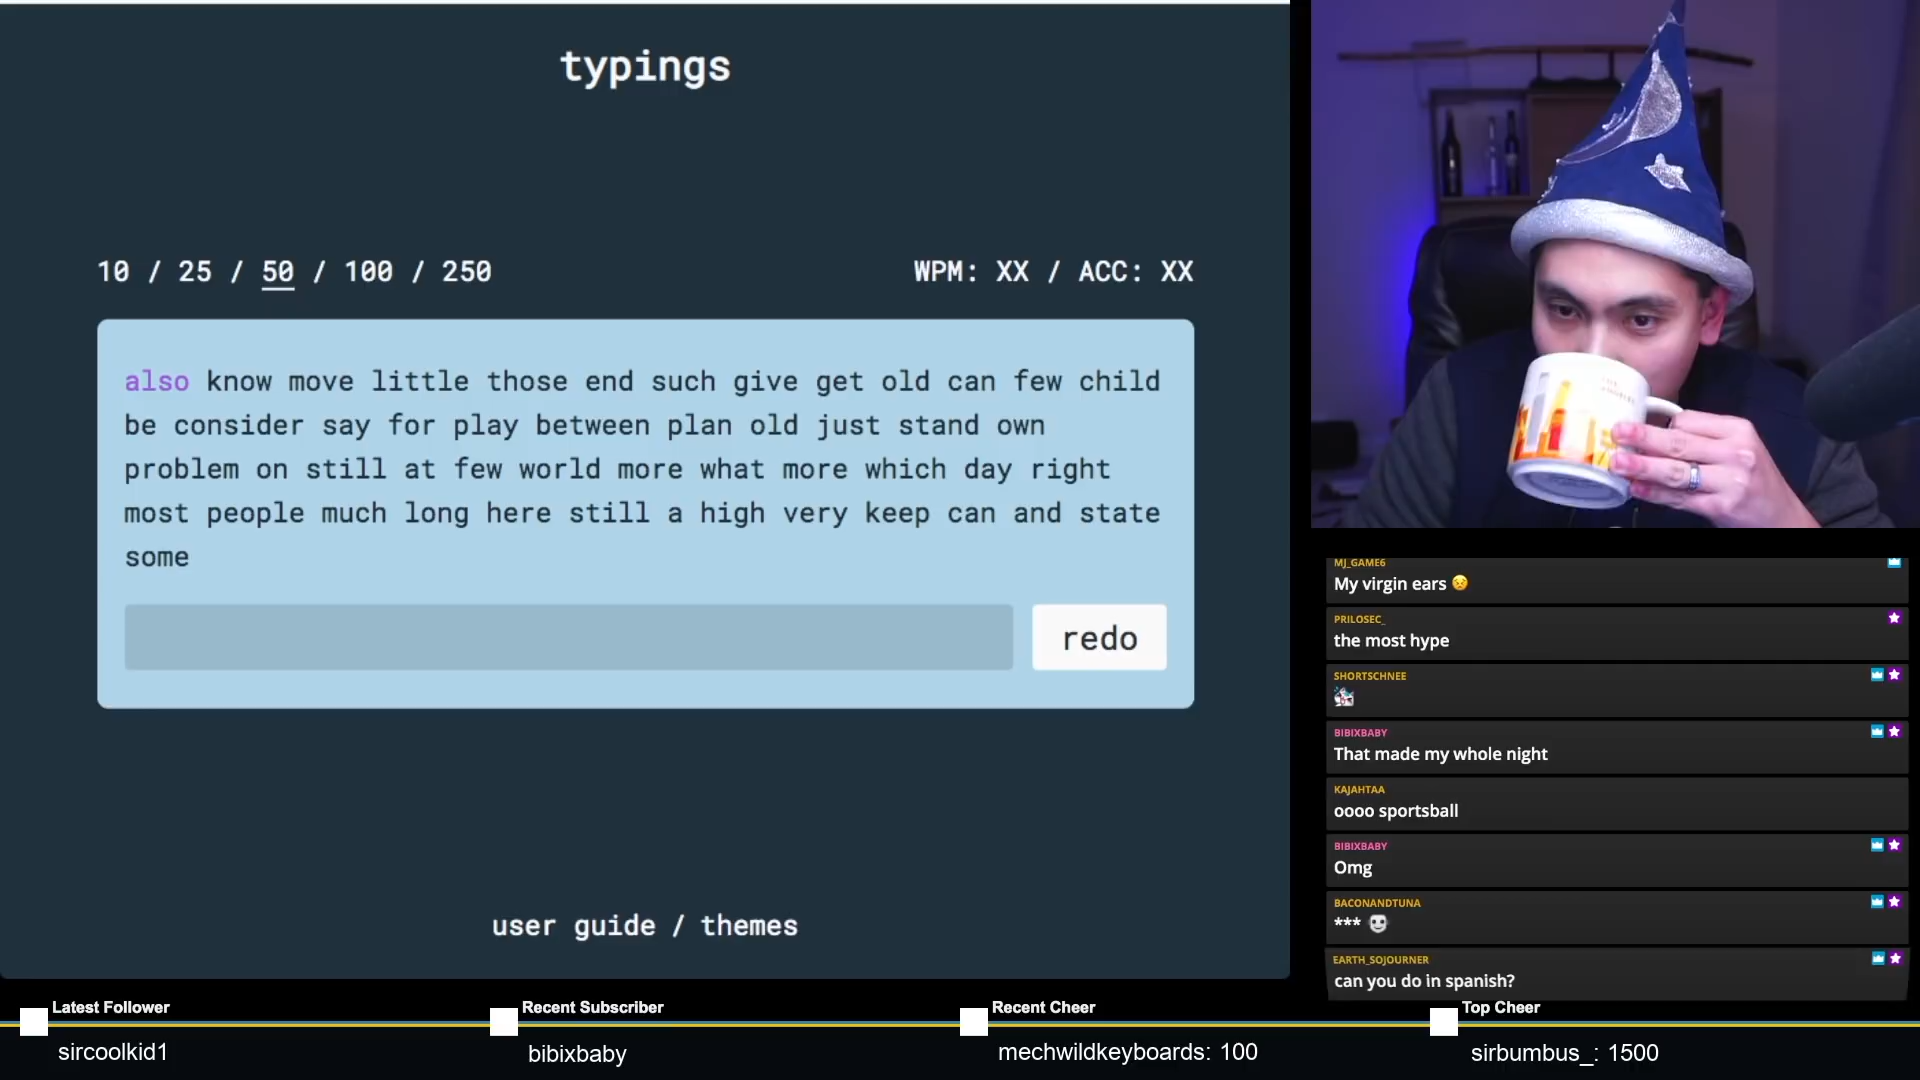 typings
10 / 25 / 50 / 100 / 250
WPM: XX / ACC: XX
also know move little those end such give get old can few child
be consider say for play between plan old just stand own
problem on still at few world more what more which day right
most people much long here still a high very keep can and state
some
redo
user guide / themes
MJ_GAME6
My virgin ears 😣
PRILOSEC_
the most hype
SHORTSCHNEE
BIBIXBABY
That made my whole night
KAJAHTAA
oooo sportsball
BIBIXBABY
Omg
BACONANDTUNA
***
EARTH_SOJOURNER
can you do in spanish?
Latest Follower
sircoolkid1
Recent Subscriber
bibixbaby
Recent Cheer
mechwildkeyboards: 100
Top Cheer
sirbumbus_: 1500